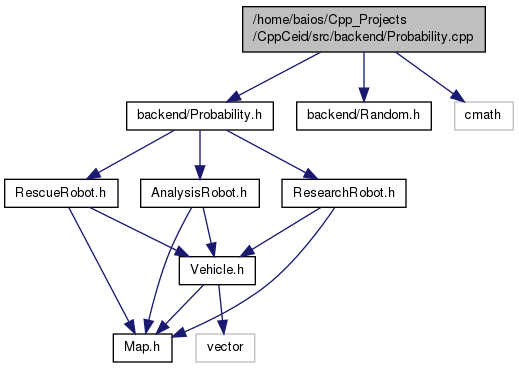 /home/baios/Cpp_Projects
/CppCeid/src/backend/Probability.cpp
backend/Probability.h
backend/Random.h
cmath
RescueRobot.h
AnalysisRobot.h
ResearchRobot.h
Vehicle.h
Map.h
vector